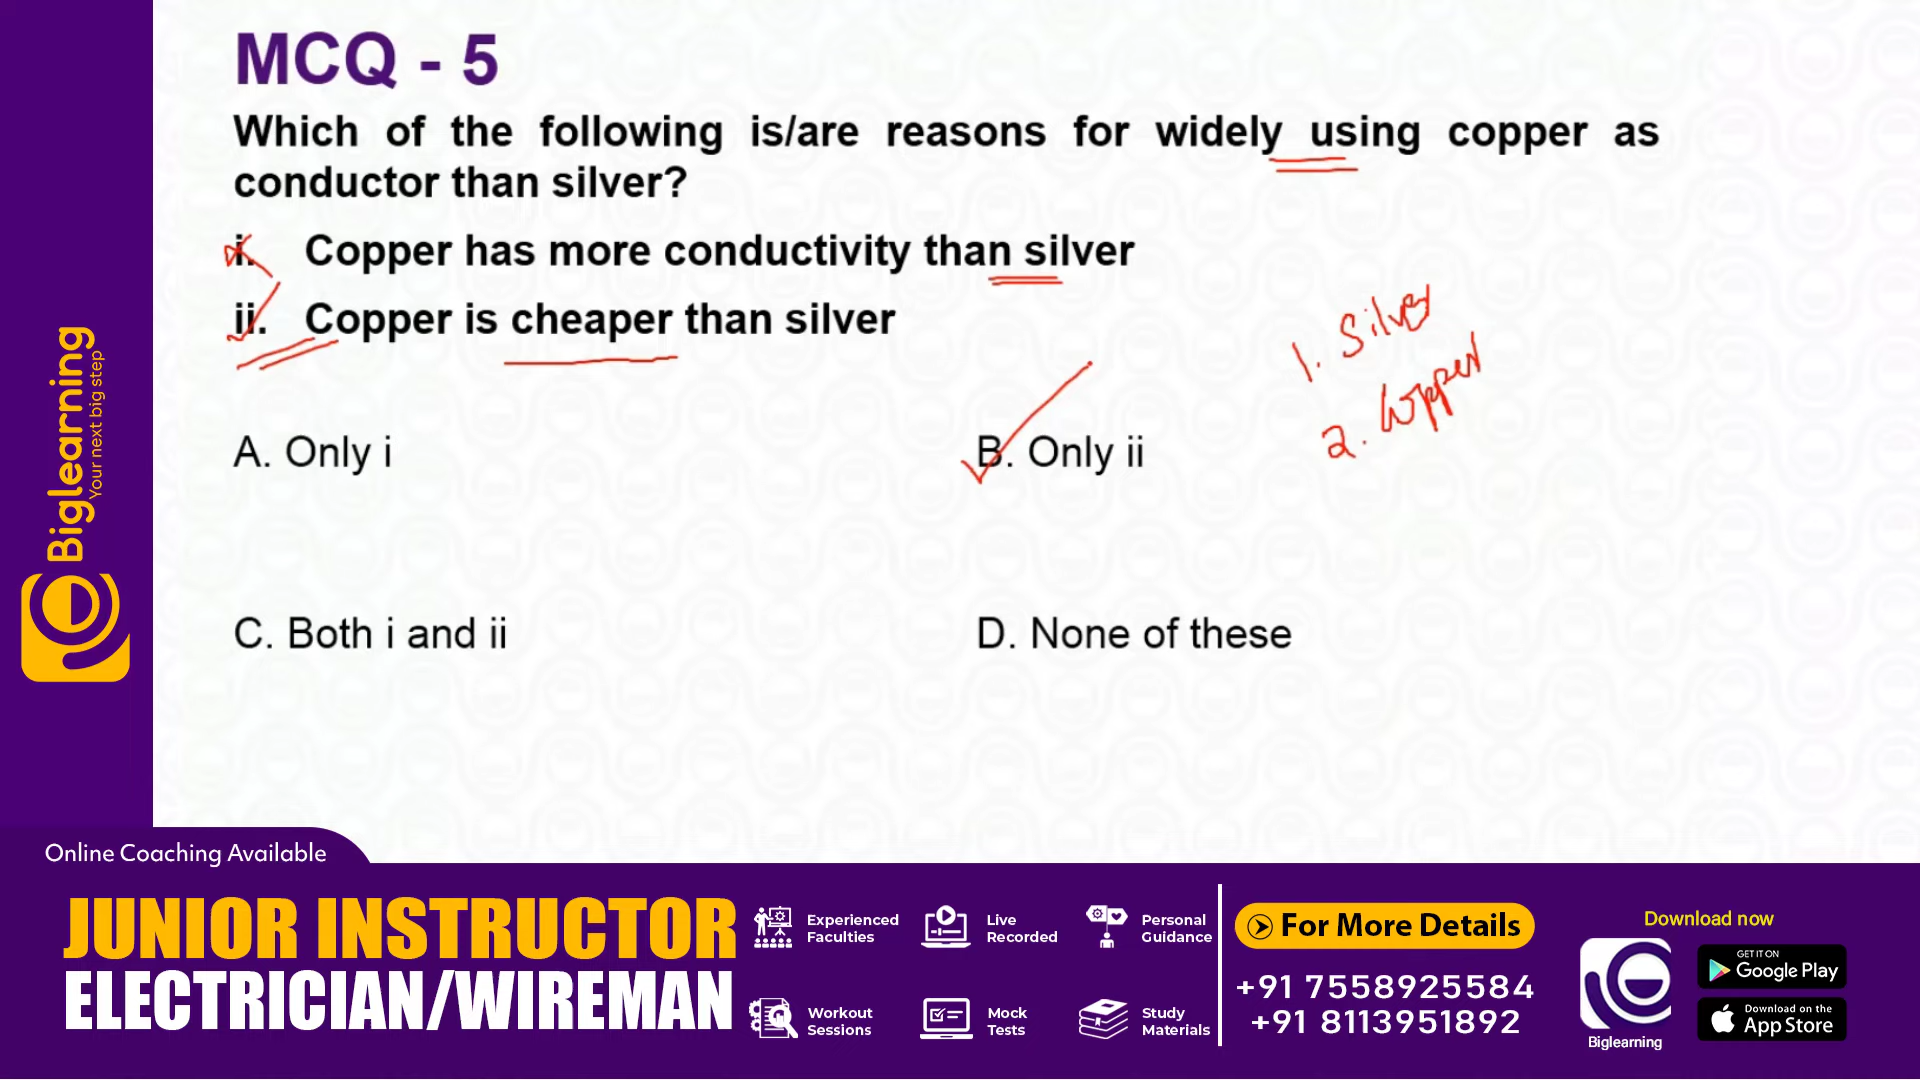 MCQ - 5
Which of the following is/are reasons for widely using copper as
conductor than silver?
i. Copper has more conductivity than silver
ii. Copper is cheaper than silver
1. Silver
2. Copper
A. Only i
B. Only ii
C. Both i and ii
D. None of these
Biglearning
Your next big step
Online Coaching Available
JUNIOR INSTRUCTOR
ELECTRICIAN/WIREMAN
Experienced
Faculties
Live
Recorded
Personal
Guidance
Workout
Sessions
Mock
Tests
Study
Materials
For More Details
+91 7558925584
+91 8113951892
Download now
Biglearning
GET IT ON
Google Play
Download on the
App Store